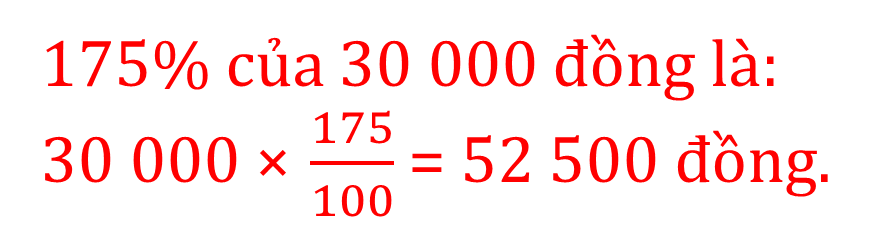 175% của 30 000 đồng là:
30 000 × 175/100 = 52 500 đồng.